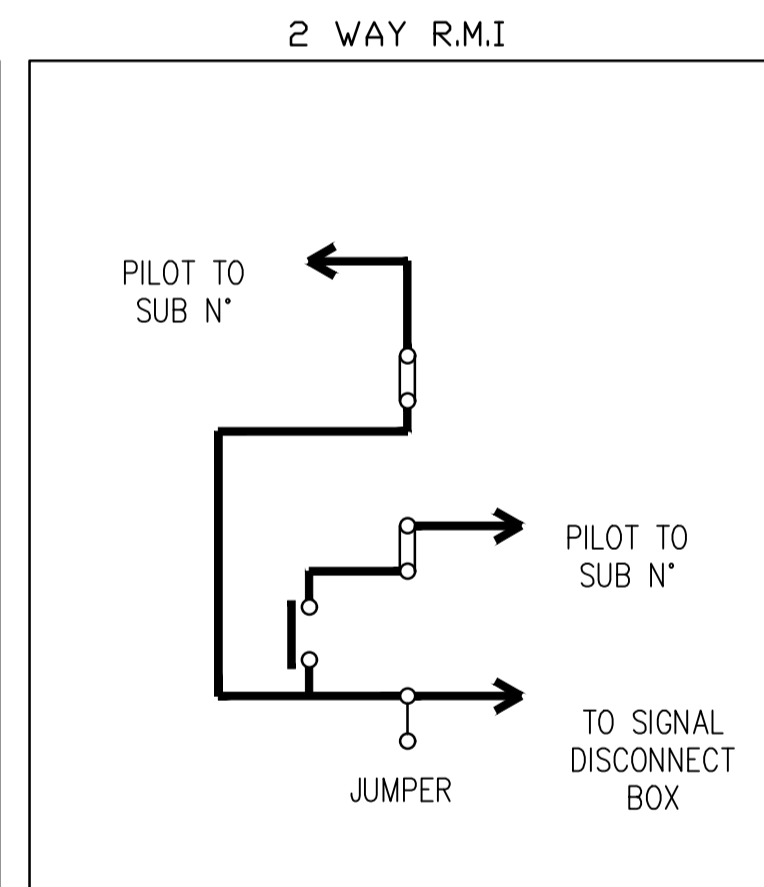 2 WAY R.M.I
PILOT TO
SUB N°
PILOT TO
SUB N°
TO SIGNAL
DISCONNECT
BOX
JUMPER